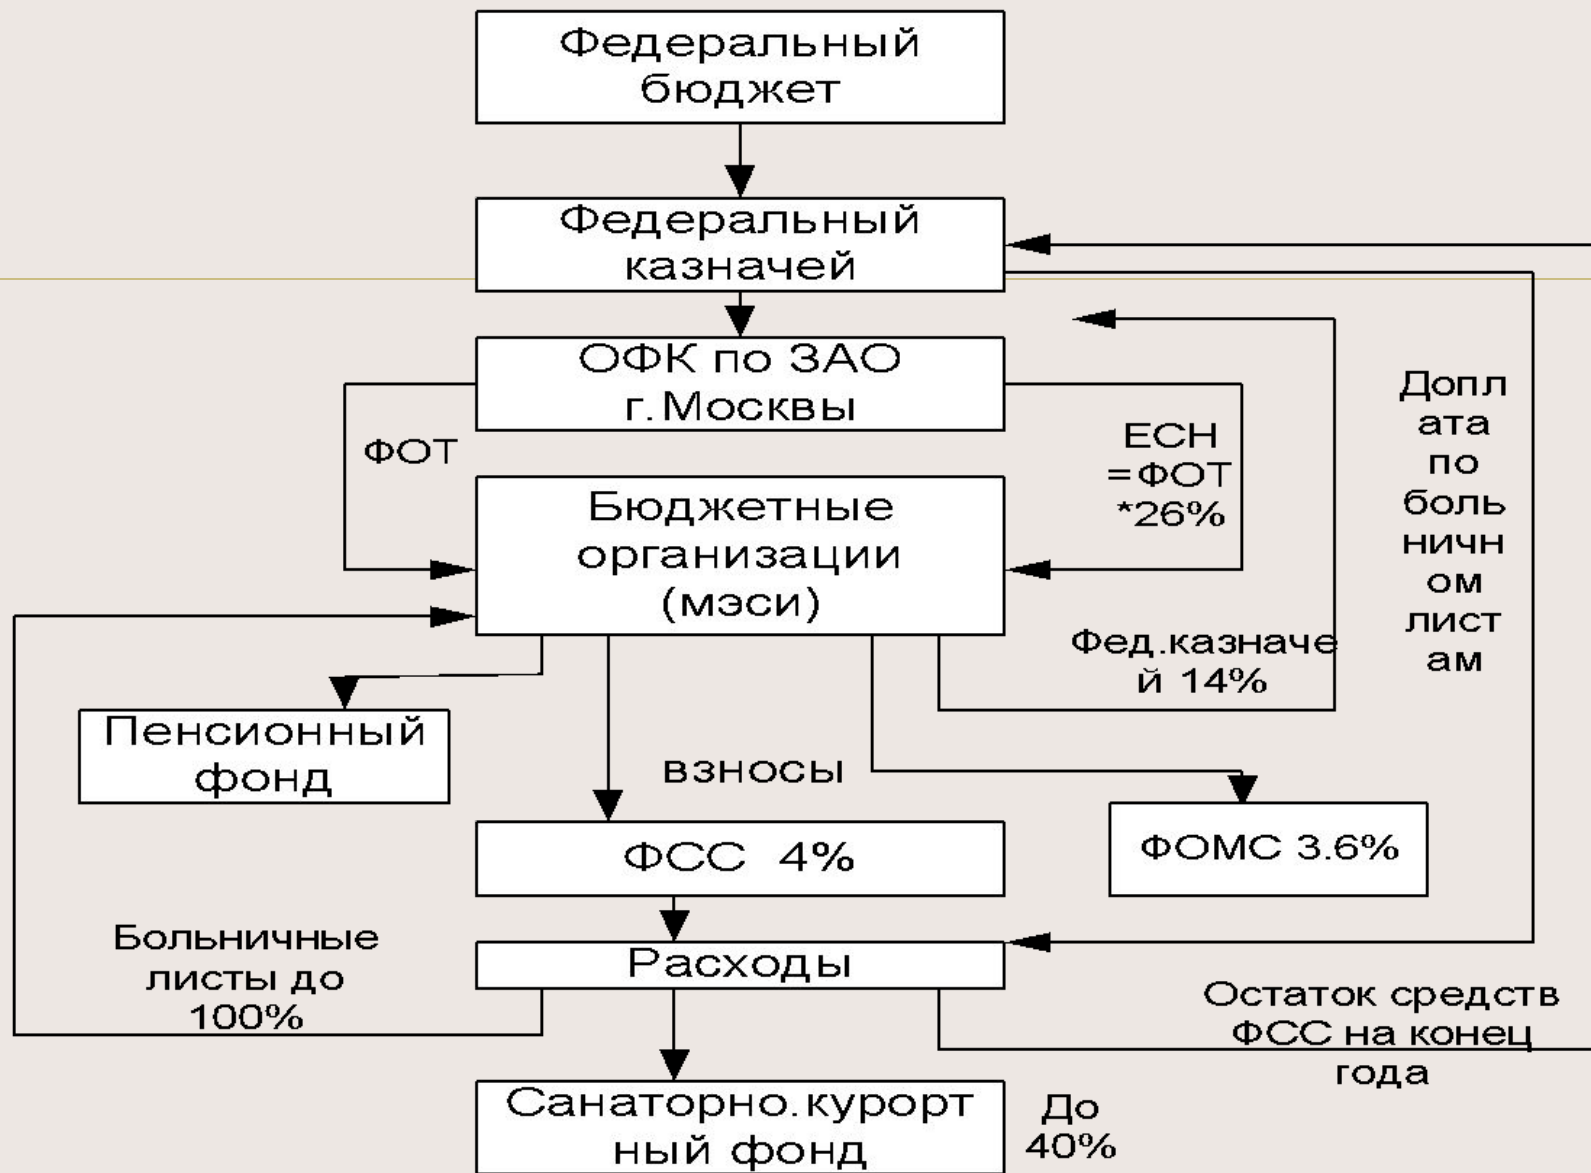 Федеральный
бюджет
Федеральный
казначей
ОФК по ЗАО
г.Москвы
ФОТ
ЕСН
=ФОТ
*26%
Допл
ата
по
боль
ничн
ом
лист
ам
Бюджетные
организации
(мэси)
Фед.казначе
й 14%
Пенсионный
фонд
взносы
ФСС 4%
ФОМС 3.6%
Больничные
листы до
100%
Расходы
Остаток средств
ФСС на конец
года
Санаторно.курорт
ный фонд
До
40%